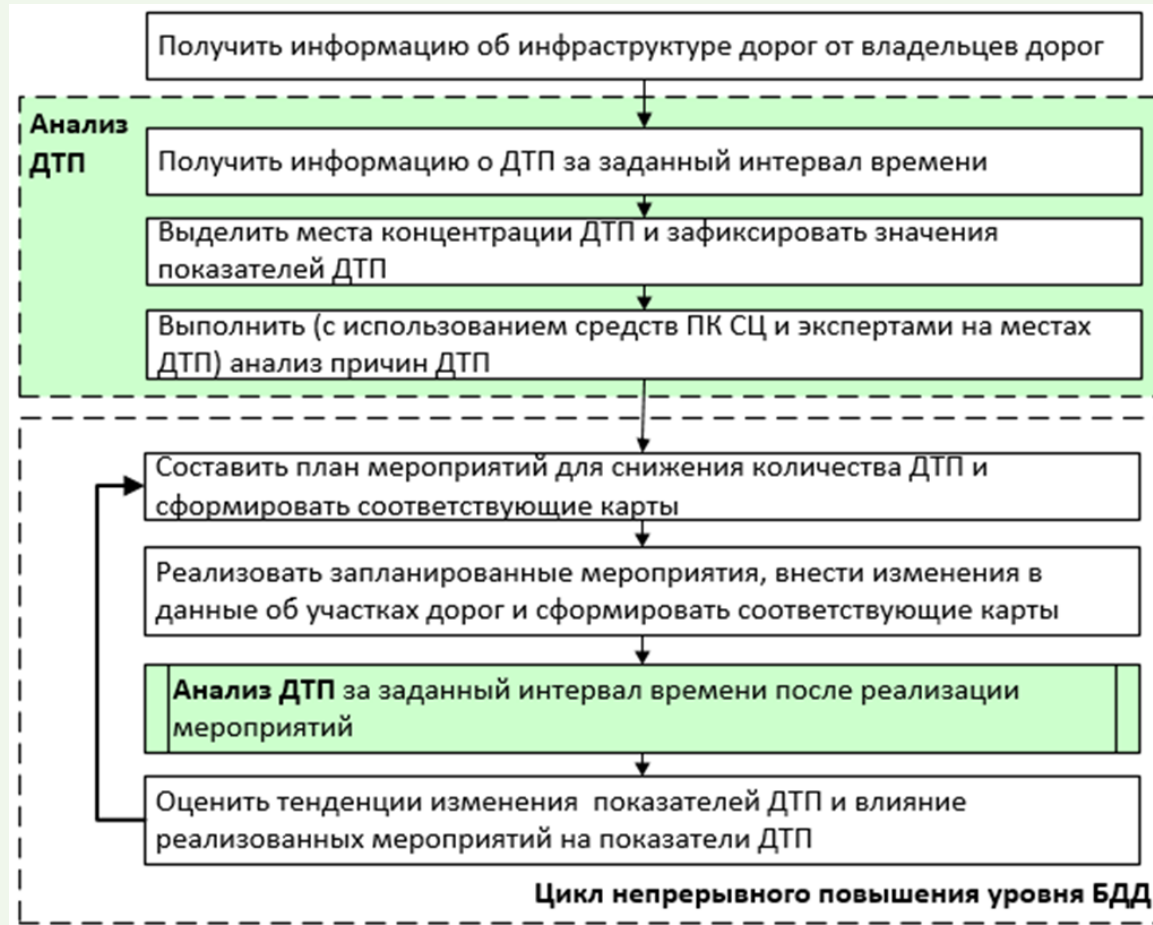 Получить информацию об инфраструктуре дорог от владельцев дорог
Анализ
ДТП
Получить информацию о ДТП за заданный интервал времени
Выделить места концентрации ДТП и зафиксировать значения
показателей ДТП
Выполнить (с использованием средств ПК СЦ и экспертами на местах
ДТП) анализ причин ДТП
Составить план мероприятий для снижения количества ДТП и
сформировать соответствующие карты
Реализовать запланированные мероприятия, внести изменения в
данные об участках дорог и сформировать соответствующие карты
Анализ ДТП за заданный интервал времени после реализации
мероприятий
Оценить тенденции изменения показателей ДТП и влияние
реализованных мероприятий на показатели ДТП
Цикл непрерывного повышения уровня БДД